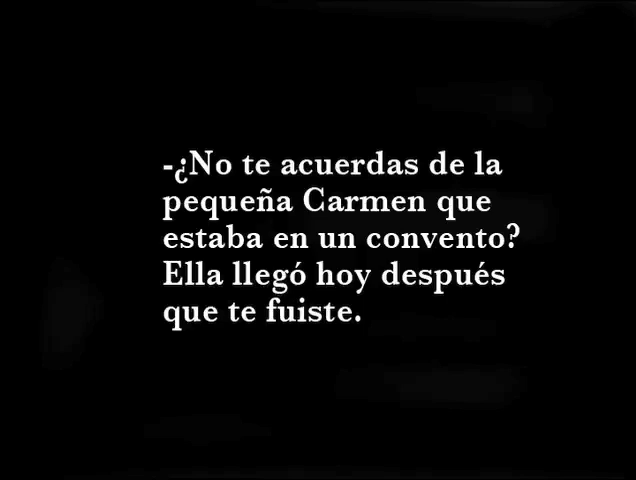 -¿No te acuerdas de la
pequeña Carmen que
estaba en un convento?
Ella llegó hoy después
que te fuiste.